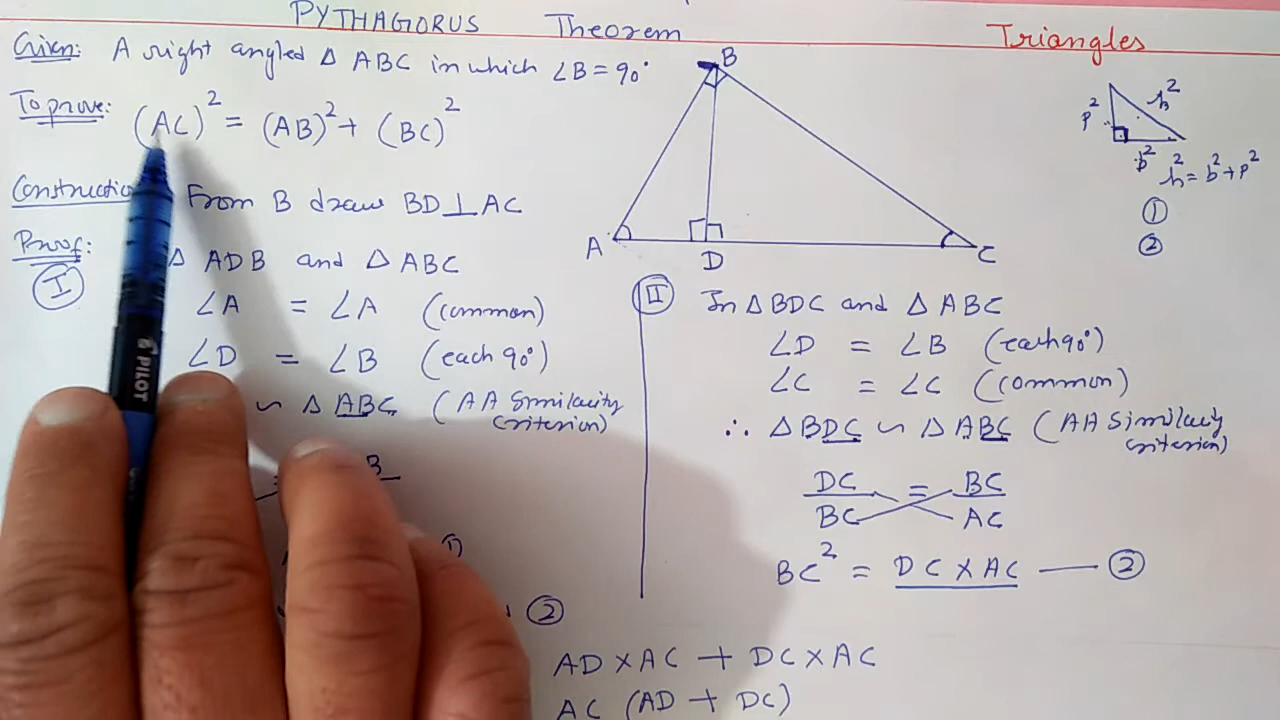 PYTHAGORUS Theorem
Triangles
Given: A right angled Δ ABC in which ∠B = 90°
To prove: (AC)² = (AB)² + (BC)²
Construction From B draw BD⊥AC
Proof:
I
Δ ADB and Δ ABC
∠A = ∠A (common)
∠D = ∠B (each 90°)
∽ Δ ABC (AA Similarity criterion)
B
①
②
B
A
D
C
p²
h²
b²
h² = b² + p²
①
②
II In Δ BDC and Δ ABC
∠D = ∠B (each 90°)
∠C = ∠C (common)
∴ Δ BDC ∽ Δ ABC (AA Similarity criterion)
DC = BC
BC AC
BC² = DC X AC — ②
AD X AC + DC X AC
AC (AD + DC)
PILOT